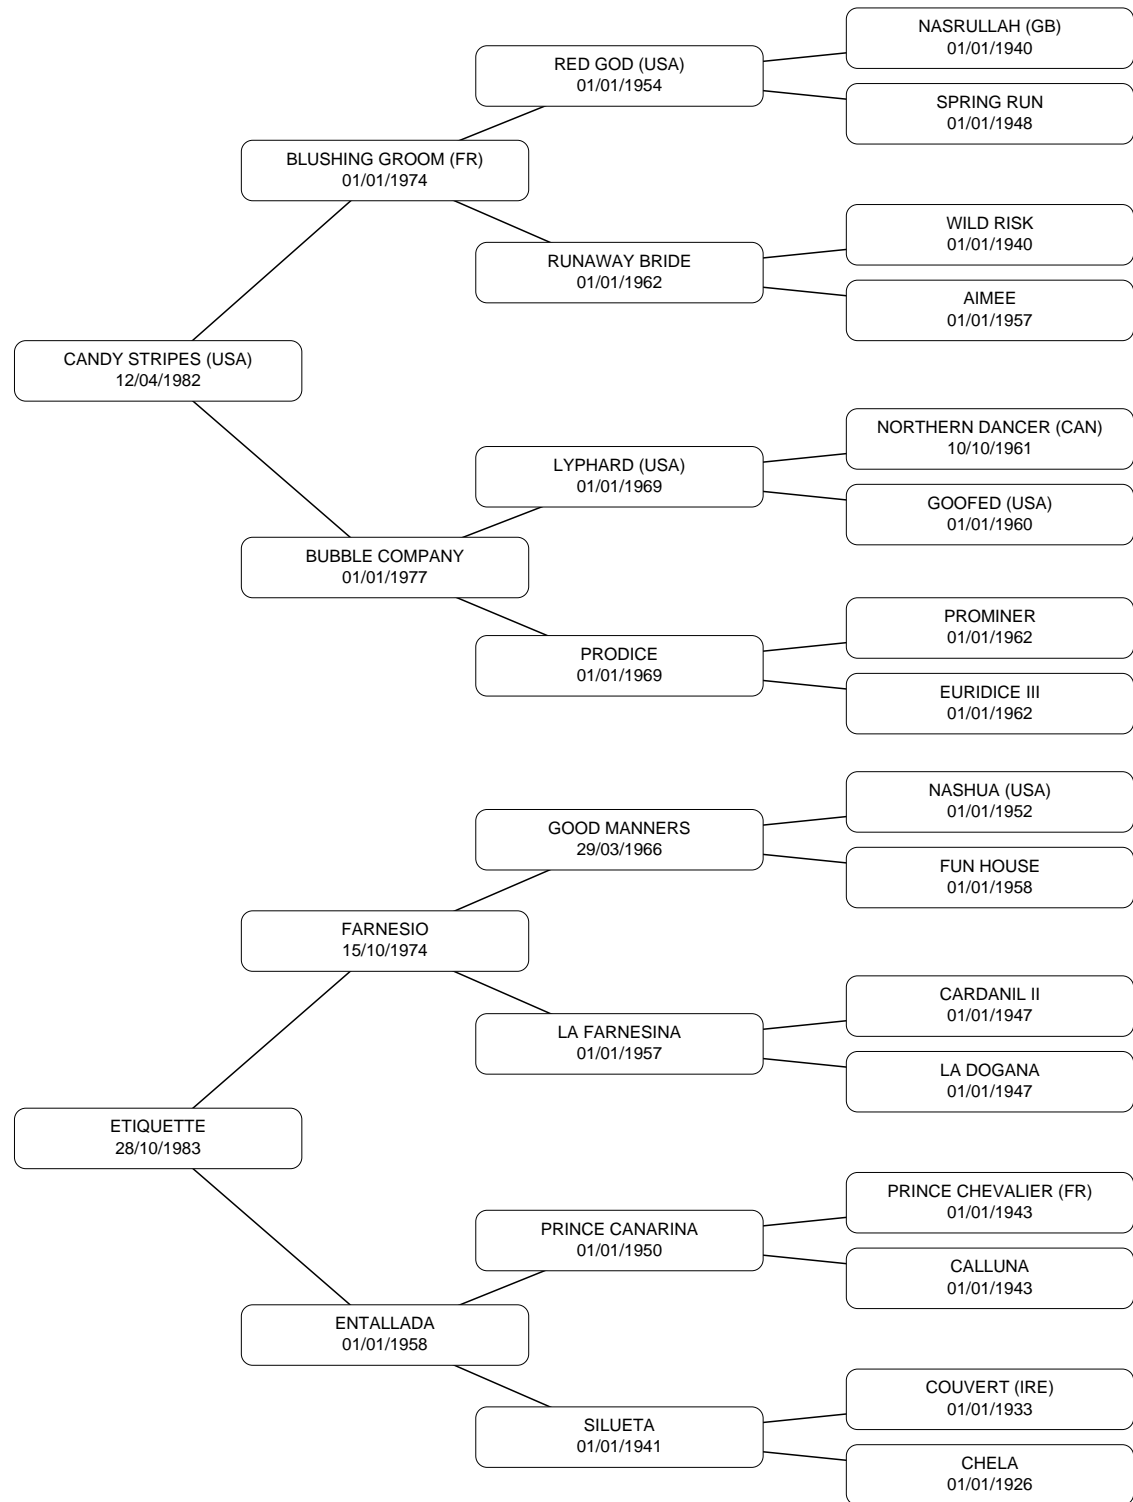 NASRULLAH (GB)
01/01/1940
RED GOD (USA)
01/01/1954
SPRING RUN
01/01/1948
BLUSHING GROOM (FR)
01/01/1974
WILD RISK
01/01/1940
RUNAWAY BRIDE
01/01/1962
AIMEE
01/01/1957
CANDY STRIPES (USA)
12/04/1982
NORTHERN DANCER (CAN)
10/10/1961
LYPHARD (USA)
01/01/1969
GOOFED (USA)
01/01/1960
BUBBLE COMPANY
01/01/1977
PROMINER
01/01/1962
PRODICE
01/01/1969
EURIDICE III
01/01/1962
NASHUA (USA)
01/01/1952
GOOD MANNERS
29/03/1966
FUN HOUSE
01/01/1958
FARNESIO
15/10/1974
CARDANIL II
01/01/1947
LA FARNESINA
01/01/1957
LA DOGANA
01/01/1947
ETIQUETTE
28/10/1983
PRINCE CHEVALIER (FR)
01/01/1943
PRINCE CANARINA
01/01/1950
CALLUNA
01/01/1943
ENTALLADA
01/01/1958
COUVERT (IRE)
01/01/1933
SILUETA
01/01/1941
CHELA
01/01/1926